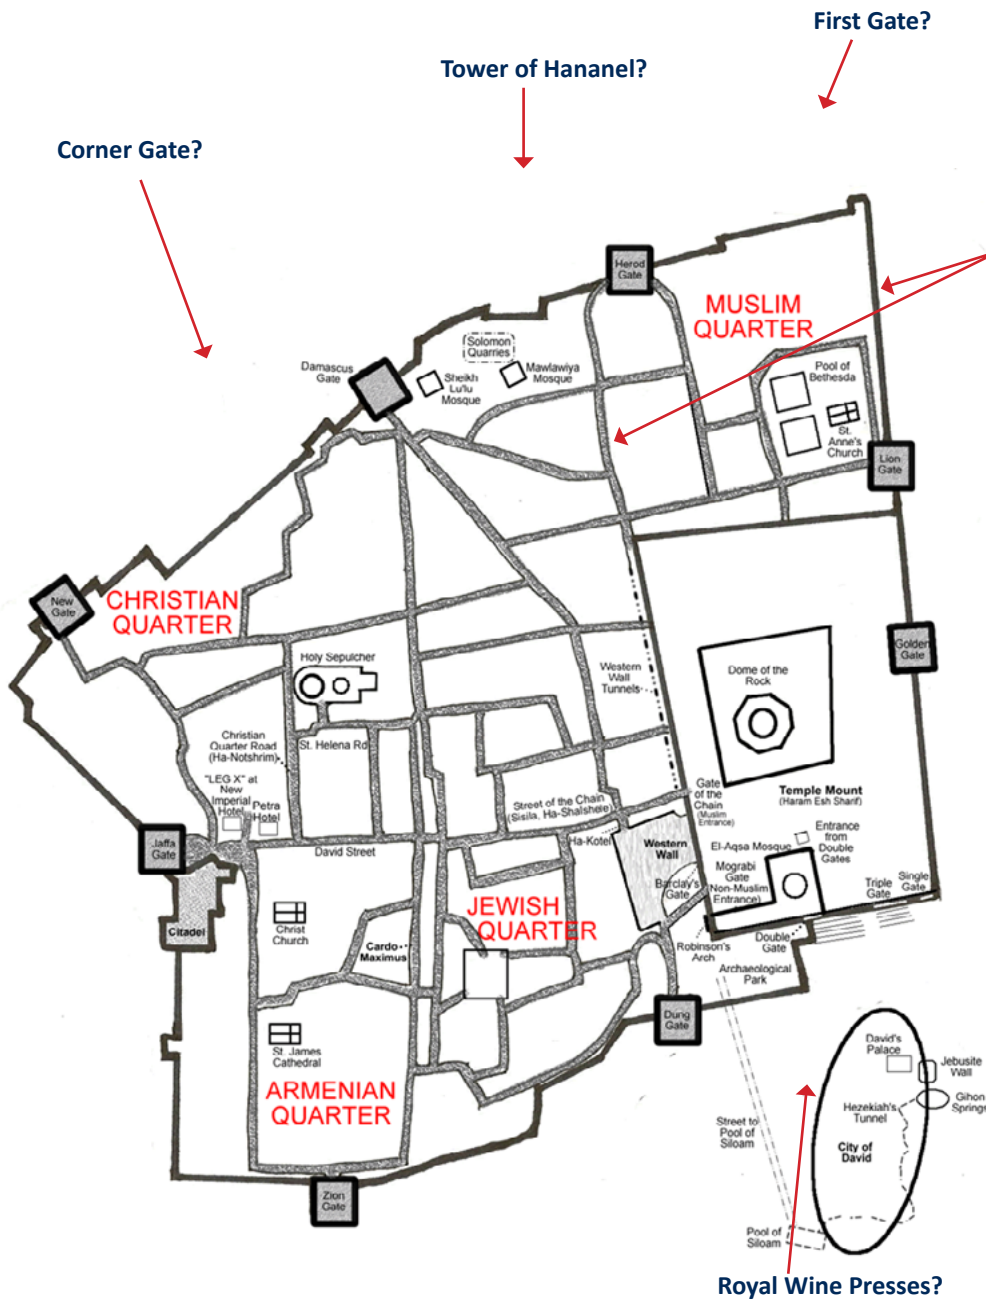 First Gate?
Tower of Hananel?
Corner Gate?
Herod
Gate
MUSLIM
QUARTER
Solomon
Quarries
Damascus
Gate
Sheikh
Lu'lu
Mosque
Mawlawiya
Mosque
Pool of
Bethesda
St.
Anne's
Church
Lion
Gate
New
Gate
CHRISTIAN
QUARTER
Golden
Gate
Holy Sepulcher
Western
Wall
Tunnels
Dome of the
Rock
Christian
Quarter Road
(Ha-Notshrim)
St. Helena Rd
"LEG X" at
New
Imperial
Hotel
Petra
Hotel
Street of the Chain
(Sisila, Ha-Shalshele)
Gate
of the
Chain
(Muslim
Entrance)
Temple Mount
(Haram Esh Sharif)
Jaffa
Gate
David Street
Ha-Kotel
Western
Wall
El-Aqsa Mosque
Entrance
from
Double
Gates
Mograbi
Gate
Non-Muslim
Entrance)
Barclay's
Gate
Triple
Gate
Single
Gate
JEWISH
QUARTER
Citadel
Christ
Church
Cardo
Maximus
Robinson's
Arch
Double
Gate
Archaeological
Park
Dung
Gate
St. James
Cathedral
ARMENIAN
QUARTER
David's
Palace
Jebusite
Wall
Gihon
Springs
Hezekiah's
Tunnel
Street to
Pool of
Siloam
City of
David
Zion
Gate
Pool of
Siloam
Royal Wine Presses?